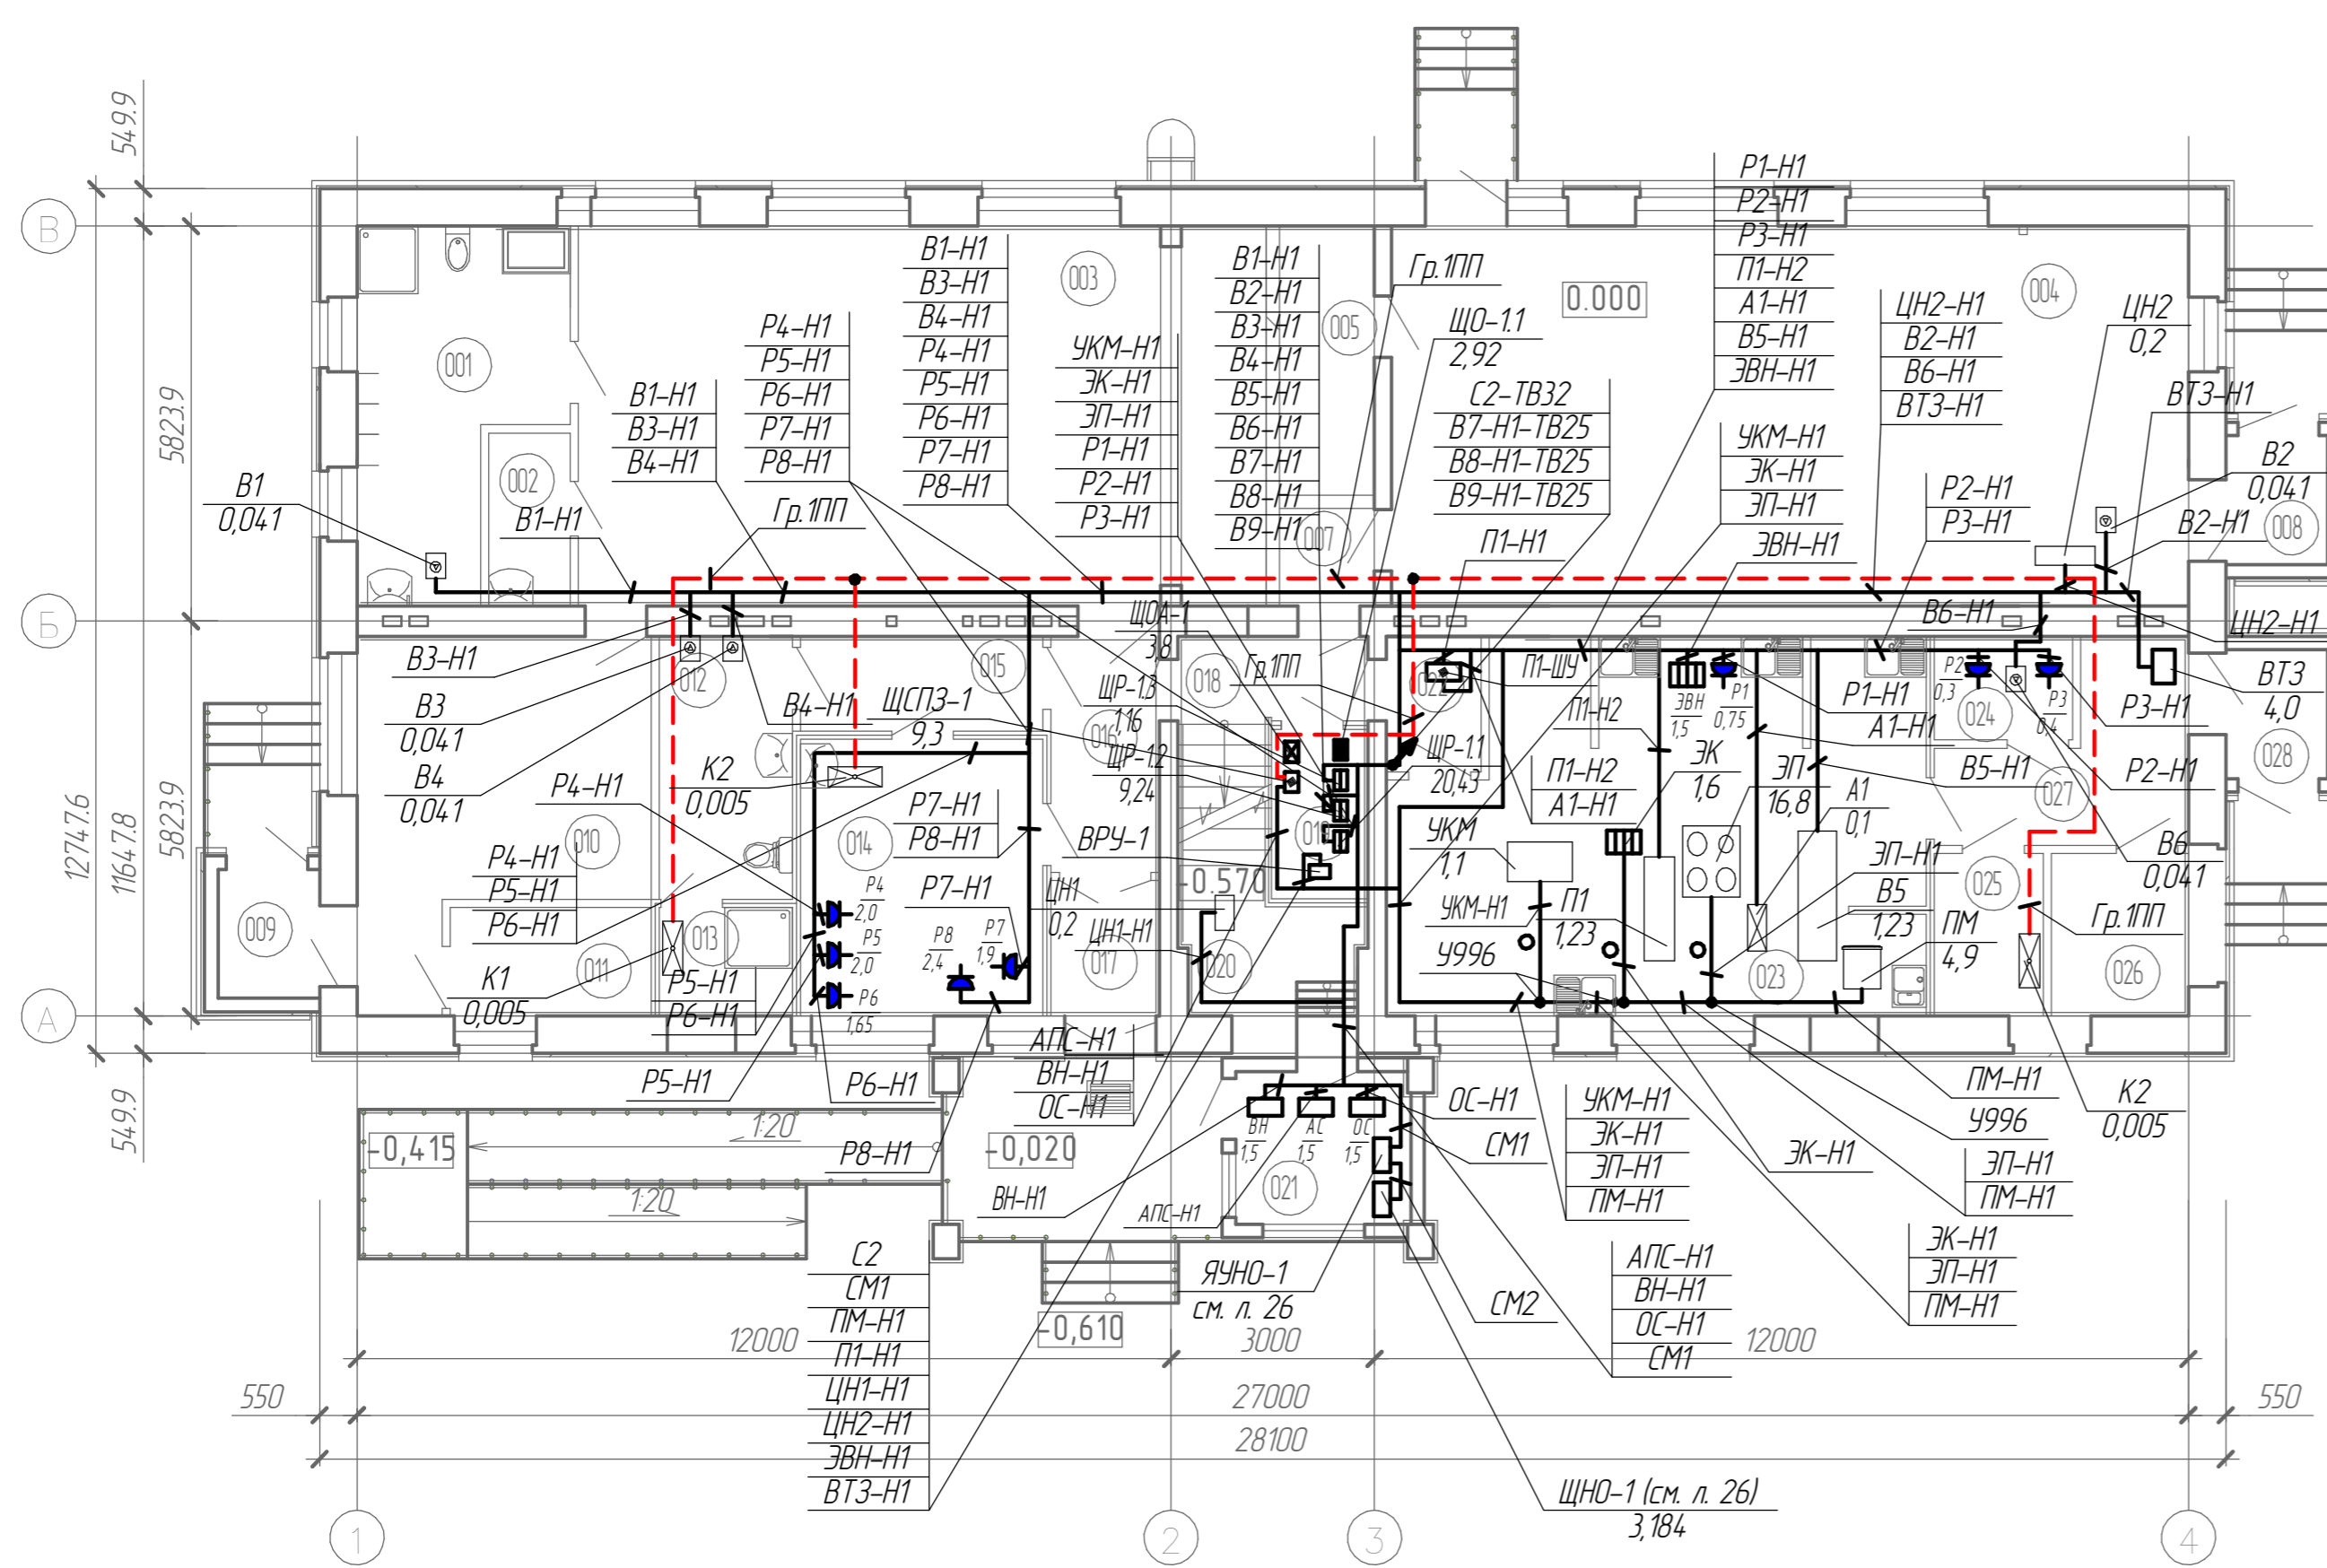 549.9
12747.6
11647.8
5823.9
5823.9
549.9
В
Б
А
001
002
003
005
007
004
008
028
В1
0,041
В1-Н1
В1-Н1
В3-Н1
В4-Н1
Гр.1ПП
Р4-Н1
Р5-Н1
Р6-Н1
Р7-Н1
Р8-Н1
В1-Н1
В3-Н1
В4-Н1
Р4-Н1
Р5-Н1
Р6-Н1
Р7-Н1
Р8-Н1
УКМ-Н1
ЭК-Н1
ЭП-Н1
Р1-Н1
Р2-Н1
Р3-Н1
В1-Н1
В2-Н1
В3-Н1
В4-Н1
В5-Н1
В6-Н1
В7-Н1
В8-Н1
В9-Н1
Гр.1ПП
ЩО-1.1
2,92
С2-ТВ32
В7-Н1-ТВ25
В8-Н1-ТВ25
В9-Н1-ТВ25
П1-Н1
0.000
Р1-Н1
Р2-Н1
Р3-Н1
П1-Н2
А1-Н1
В5-Н1
ЭВН-Н1
УКМ-Н1
ЭК-Н1
ЭП-Н1
ЭВН-Н1
ЦН2-Н1
В2-Н1
В6-Н1
ВТ3-Н1
Р2-Н1
Р3-Н1
ЦН2
0,2
ВТ3-Н1
В2
0,041
В2-Н1
В6-Н1
ЦН2-Н1
ВТ3
4,0
В3-Н1
В3
0,041
В4
0,041
012
В4-Н1
К2
0,005
015
016
018
ЩОА-1
3,8
ЩР-1.3
1,16
ЩСПЗ-1
9,3
ЩР-1.2
9,24
Гр.1ПП
022
П1-ШУ
ЩР-1.1
20,43
П1-Н2
ЭВН
1,5
Р1
0,75
Р1-Н1
А1-Н1
Р2
0,3
024
Р3
0,4
Р3-Н1
Р2-Н1
В5-Н1
027
П1-Н2
А1-Н1
ЭК
1,6
ЭП
16,8
А1
0,1
УКМ
1,1
УКМ-Н1
П1
1,23
У996
ЭП-Н1
В5
1,23
ПМ
4,9
023
025
026
В6
0,041
Гр.1ПП
Р4-Н1
010
Р4-Н1
Р5-Н1
Р6-Н1
014
Р7-Н1
Р8-Н1
Р7-Н1
ВРУ-1
019
-0.570
ЦН1
0,2
ЦН1-Н1
017
020
009
011
013
К1
0,005
Р5-Н1
Р6-Н1
Р4
2,0
Р5
2,0
Р6
1,65
Р8
2,4
Р7
1,9
Р5-Н1
Р6-Н1
Р8-Н1
АПС-Н1
ВН-Н1
ОС-Н1
-0,415
1:20
1:20
-0,020
ВН-Н1
АПС-Н1
ВН
1,5
АС
1,5
ОС
1,5
021
ОС-Н1
СМ1
УКМ-Н1
ЭК-Н1
ЭП-Н1
ПМ-Н1
ЭК-Н1
ПМ-Н1
У996
ЭП-Н1
ПМ-Н1
К2
0,005
ЭК-Н1
ЭП-Н1
ПМ-Н1
АПС-Н1
ВН-Н1
ОС-Н1
СМ1
СМ2
ЯУНО-1
см. л. 26
С2
СМ1
ПМ-Н1
П1-Н1
ЦН1-Н1
ЦН2-Н1
ЭВН-Н1
ВТ3-Н1
-0,610
12000
3000
12000
550
27000
550
28100
ЩНО-1 (см. л. 26)
3,184
1
2
3
4